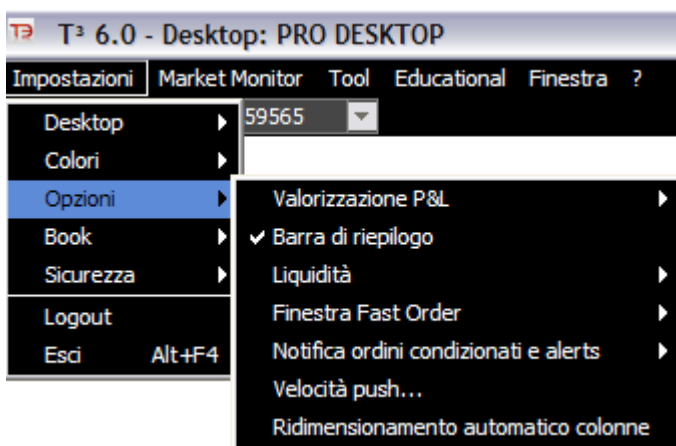 T3 T³ 6.0 - Desktop: PRO DESKTOP
Impostazioni Market Monitor Tool Educational Finestra ?
59565
Desktop
Colori
Opzioni
Book
Sicurezza
Logout
Esci Alt+F4
Valorizzazione P&L
Barra di riepilogo
Liquidità
Finestra Fast Order
Notifica ordini condizionati e alerts
Velocità push...
Ridimensionamento automatico colonne